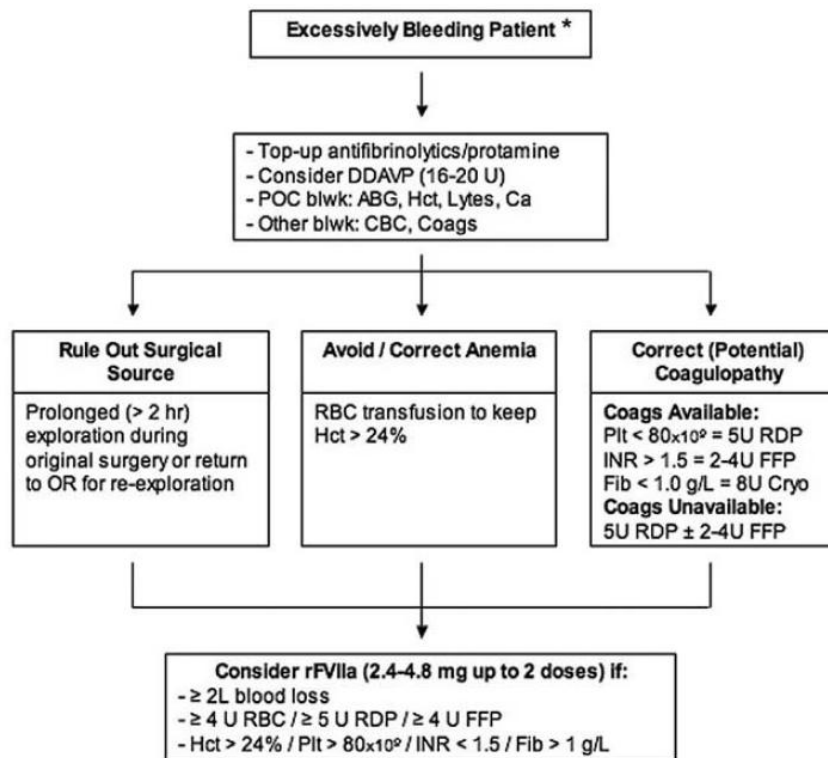 Excessively Bleeding Patient *
- Top-up antifibrinolytics/protamine
- Consider DDAVP (16-20 U)
- POC blwk: ABG, Hct, Lytes, Ca
- Other blwk: CBC, Coags
Rule Out Surgical
Source
Prolonged (> 2 hr)
exploration during
original surgery or return
to OR for re-exploration
Avoid / Correct Anemia
RBC transfusion to keep
Hct > 24%
Correct (Potential)
Coagulopathy
Coags Available:
Plt < 80x10⁹ = 5U RDP
INR > 1.5 = 2-4U FFP
Fib < 1.0 g/L = 8U Cryo
Coags Unavailable:
5U RDP ± 2-4U FFP
Consider rFVIIa (2.4-4.8 mg up to 2 doses) if:
- ≥ 2L blood loss
- ≥ 4 U RBC / ≥ 5 U RDP / ≥ 4 U FFP
- Hct > 24% / Plt > 80x10⁹ / INR < 1.5 / Fib > 1 g/L